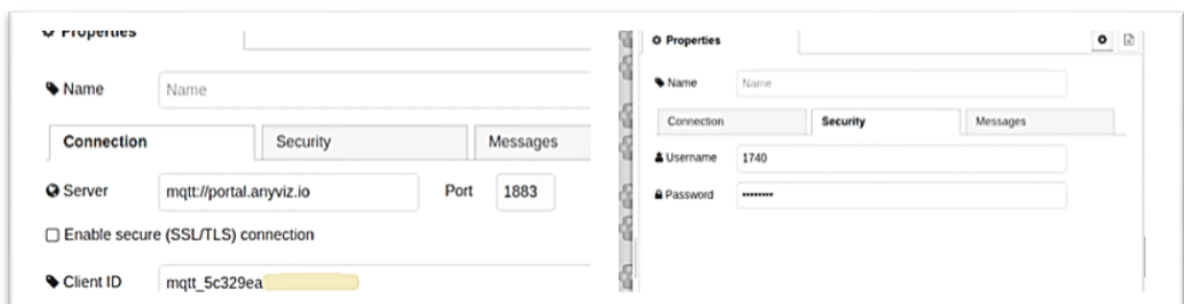 Properties
Name Name
Connection Security Messages
Server mqtt://portal.anyviz.io Port 1883
Enable secure (SSL/TLS) connection
Client ID mqtt_5c329ea
Properties
Name Name
Connection Security Messages
Username 1740
Password ••••••••